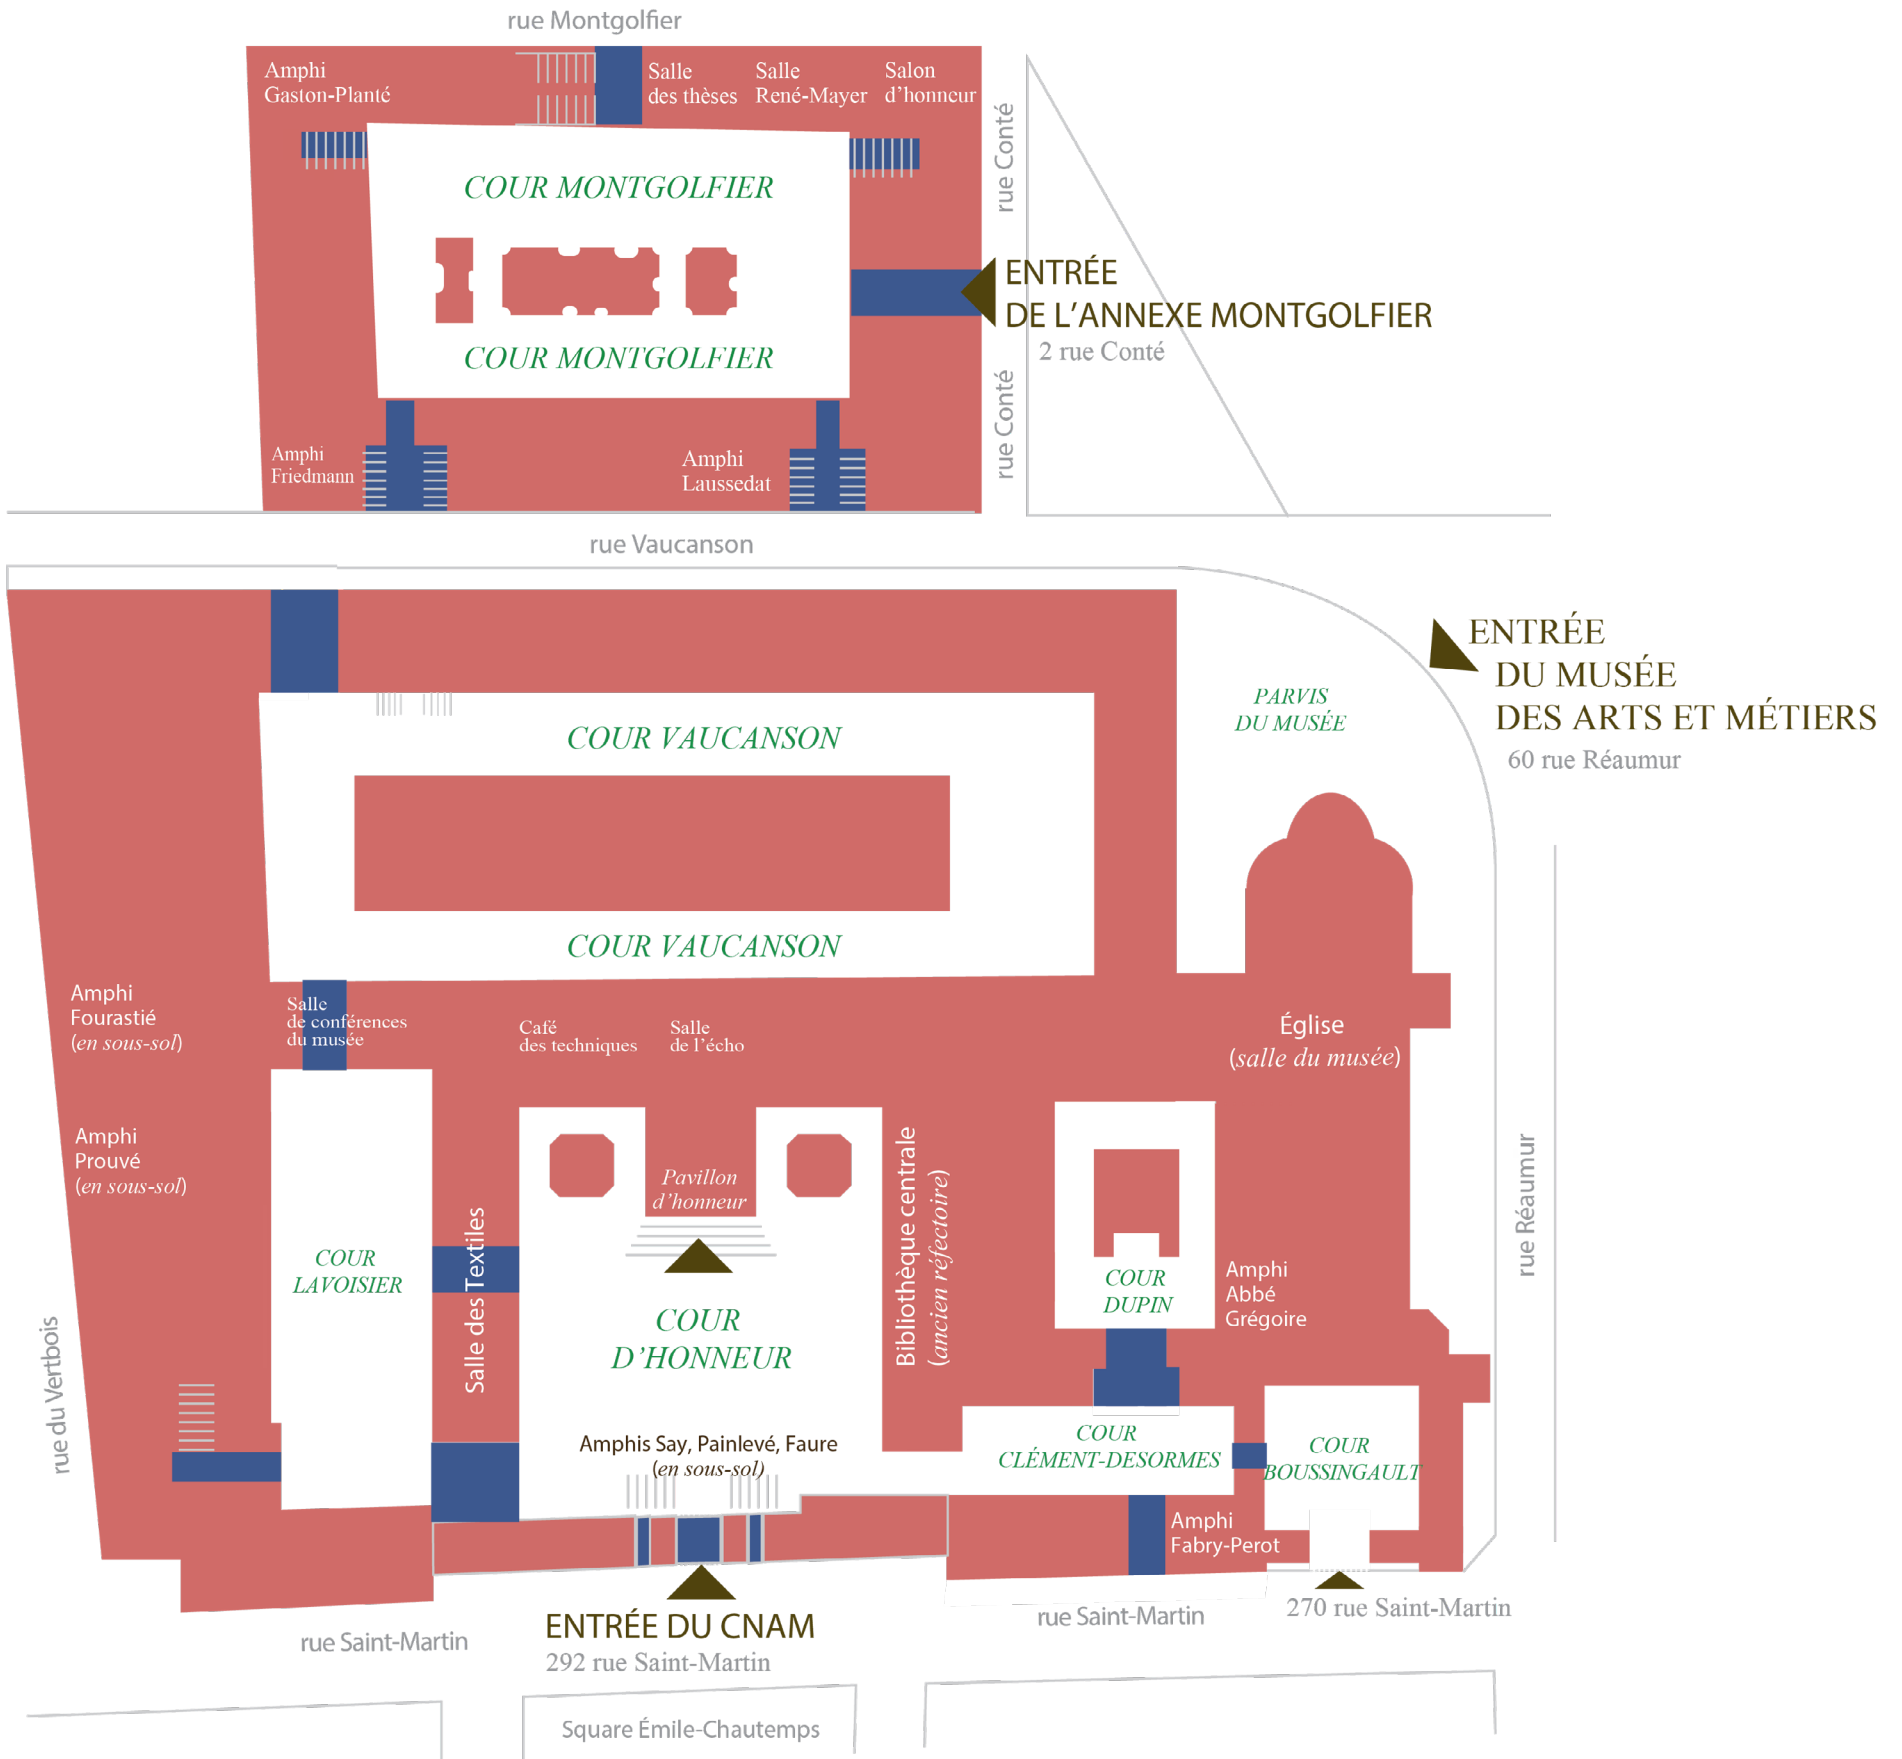 rue Montgolfier
Amphi
Gaston-Planté
Salle
des thèses
Salle
René-Mayer
Salon
d’honneur
rue Conté
COUR MONTGOLFIER
ENTRÉE
DE L’ANNEXE MONTGOLFIER
2 rue Conté
COUR MONTGOLFIER
rue Conté
Amphi
Friedmann
Amphi
Laussedat
rue Vaucanson
ENTRÉE
DU MUSÉE
DES ARTS ET MÉTIERS
60 rue Réaumur
PARVIS
DU MUSÉE
COUR VAUCANSON
COUR VAUCANSON
Amphi
Fourastié
(en sous-sol)
Salle
de conférences
du musée
Café
des techniques
Salle
de l’écho
Église
(salle du musée)
Amphi
Prouvé
(en sous-sol)
Pavillon
d’honneur
Bibliothèque centrale
(ancien réfectoire)
rue Réaumur
COUR
LAVOISIER
Salle des Textiles
COUR
D’HONNEUR
COUR
DUPIN
Amphi
Abbé
Grégoire
rue du Vertbois
Amphis Say, Painlevé, Faure
(en sous-sol)
COUR
CLÉMENT-DESORMES
COUR
BOUSSINGAULT
Amphi
Fabry-Perot
ENTRÉE DU CNAM
292 rue Saint-Martin
rue Saint-Martin
rue Saint-Martin
270 rue Saint-Martin
Square Émile-Chautemps